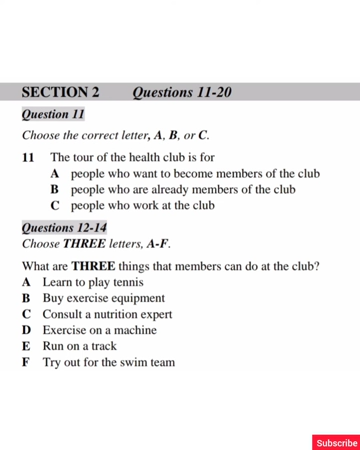 SECTION 2 Questions 11-20
Question 11
Choose the correct letter, A, B, or C.
11 The tour of the health club is for
A people who want to become members of the club
B people who are already members of the club
C people who work at the club
Questions 12-14
Choose THREE letters, A-F.
What are THREE things that members can do at the club?
A Learn to play tennis
B Buy exercise equipment
C Consult a nutrition expert
D Exercise on a machine
E Run on a track
F Try out for the swim team
Subscribe